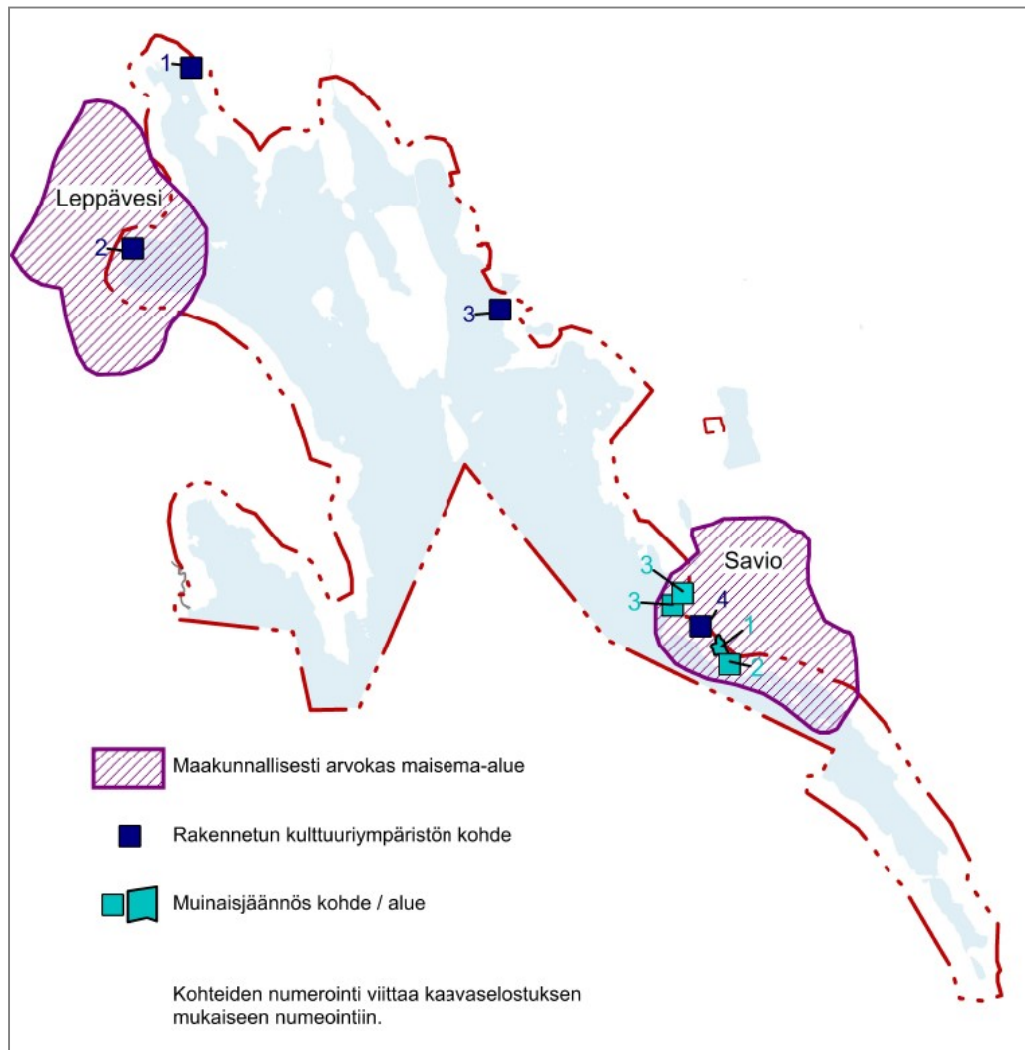 1
Leppävesi
2
3
Savio
3
3
4
1
2
Maakunnallisesti arvokas maisema-alue
Rakennetun kulttuuriympäristön kohde
Muinaisjäännös kohde / alue
Kohteiden numerointi viittaa kaavaselostuksen
mukaiseen numeointiin.